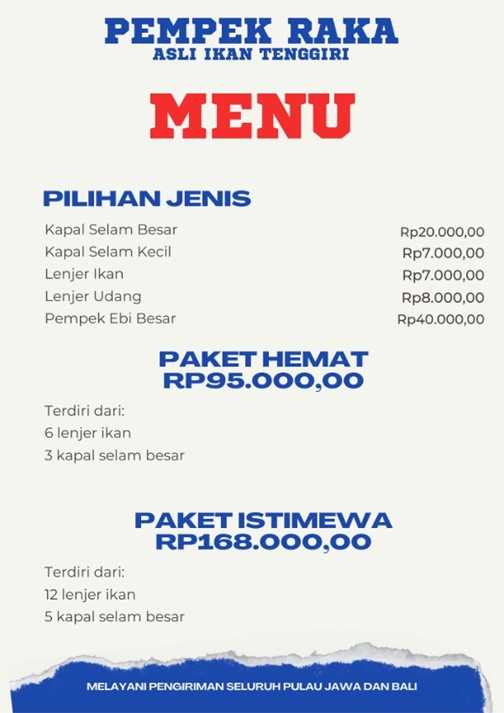 PEMPEK RAKA
ASLI IKAN TENGGIRI
MENU
PILIHAN JENIS
Kapal Selam Besar Rp20.000,00
Kapal Selam Kecil Rp7.000,00
Lenjer Ikan Rp7.000,00
Lenjer Udang Rp8.000,00
Pempek Ebi Besar Rp40.000,00
PAKET HEMAT
RP95.000,00
Terdiri dari:
6 lenjer ikan
3 kapal selam besar
PAKET ISTIMEWA
RP168.000,00
Terdiri dari:
12 lenjer ikan
5 kapal selam besar
MELAYANI PENGIRIMAN SELURUH PULAU JAWA DAN BALI